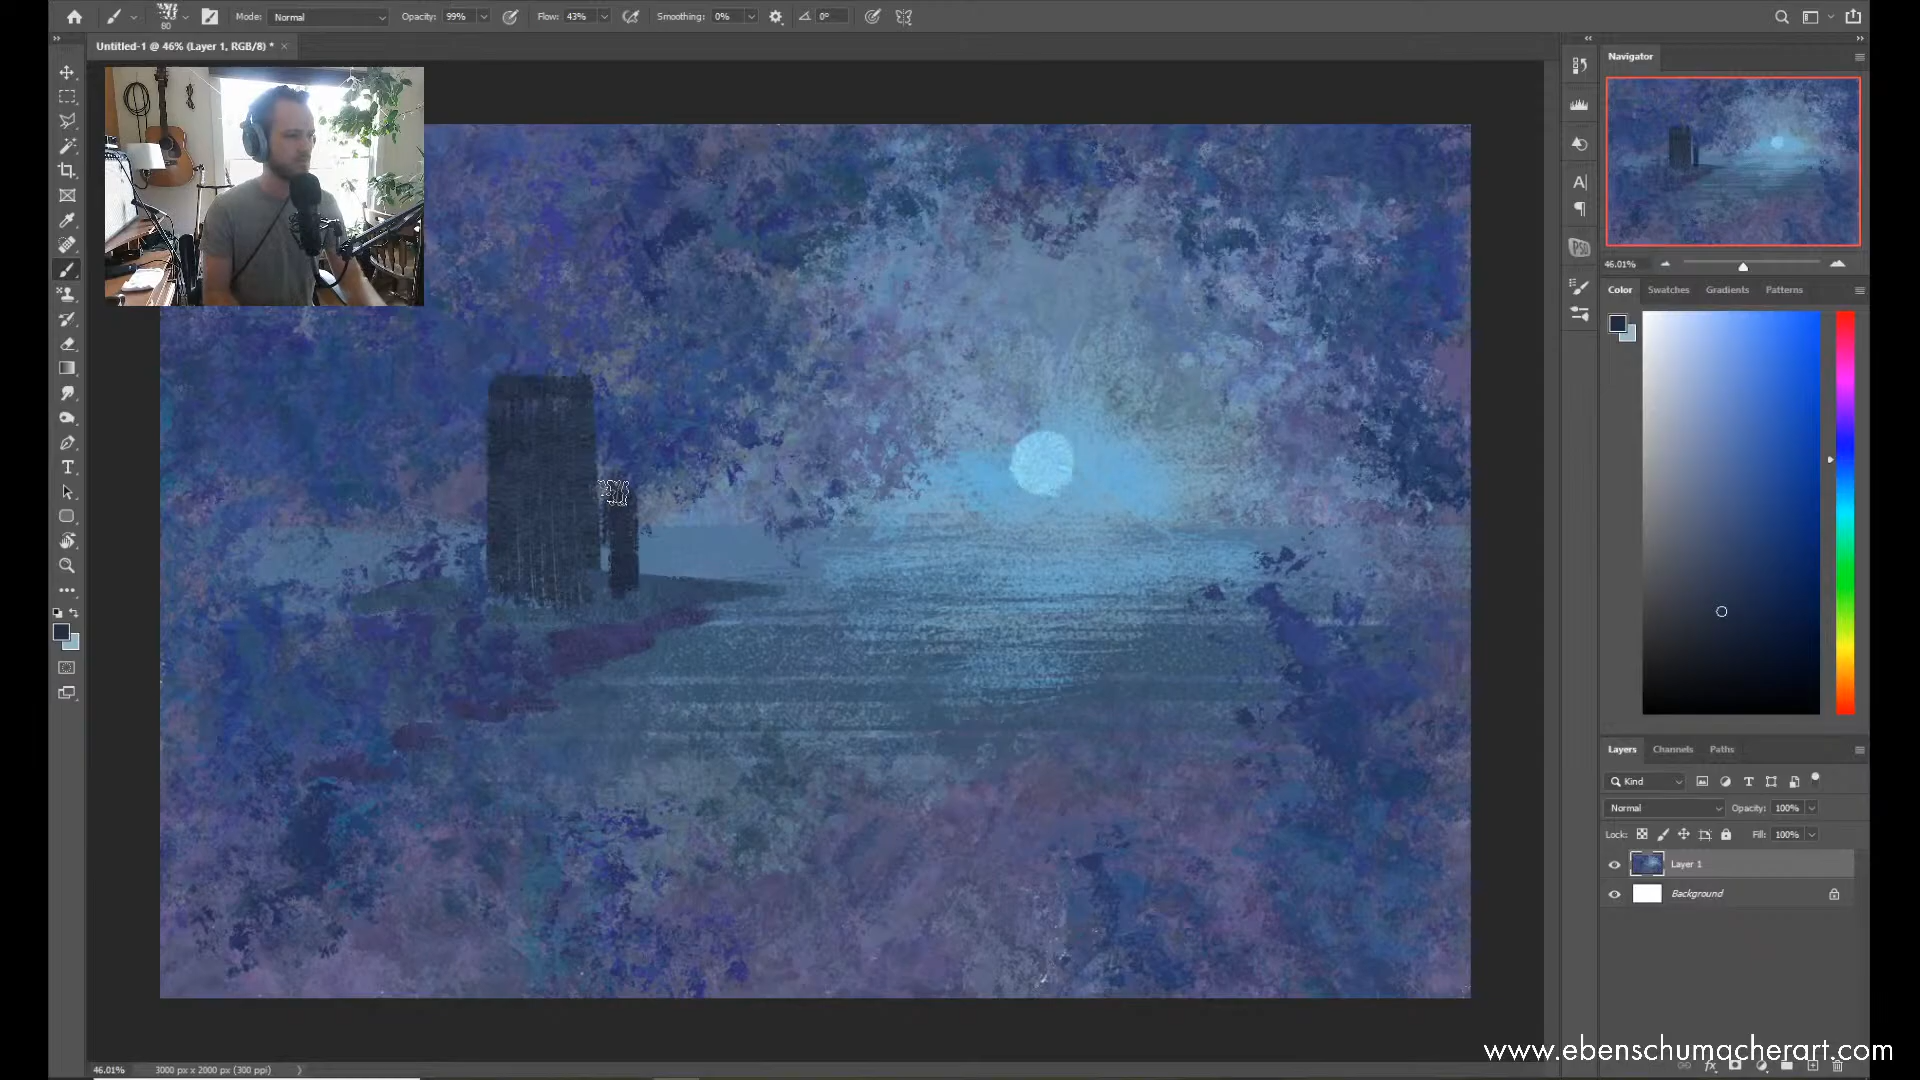 80
Mode: Normal
Opacity: 99%
Flow: 43%
Smoothing: 0%
0°
Untitled-1 @ 46% (Layer 1, RGB/8) *
Navigator
46.01%
Color Swatches Gradients Patterns
Layers Channels Paths
Kind
Normal Opacity: 100%
Lock: Fill: 100%
Layer 1
Background
www.ebenschumacherart.com
46.01% 3000 px x 2000 px (300 ppi)